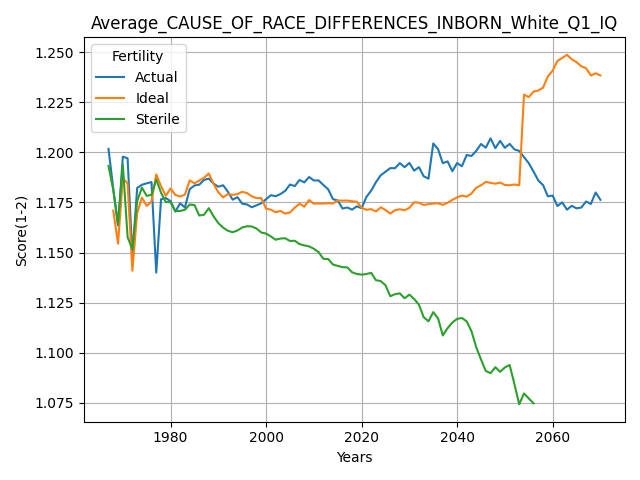 Average_CAUSE_OF_RACE_DIFFERENCES_INBORN_White_Q1_IQ
Fertility
Actual
Ideal
Sterile
1.250
1.225
1.200
1.175
1.150
1.125
1.100
1.075
Score(1-2)
1980 2000 2020 2040 2060
Years